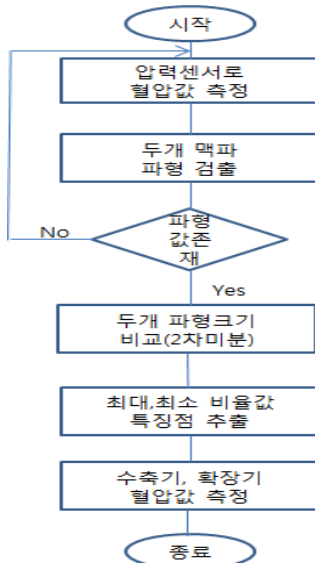 시작
압력센서로
혈압값 측정
두개 맥파
파형 검출
파형
값존
재
No
Yes
두개 파형크기
비교(2차미분)
최대,최소 비율값
특징점 추출
수축기, 확장기
혈압값 측정
종료